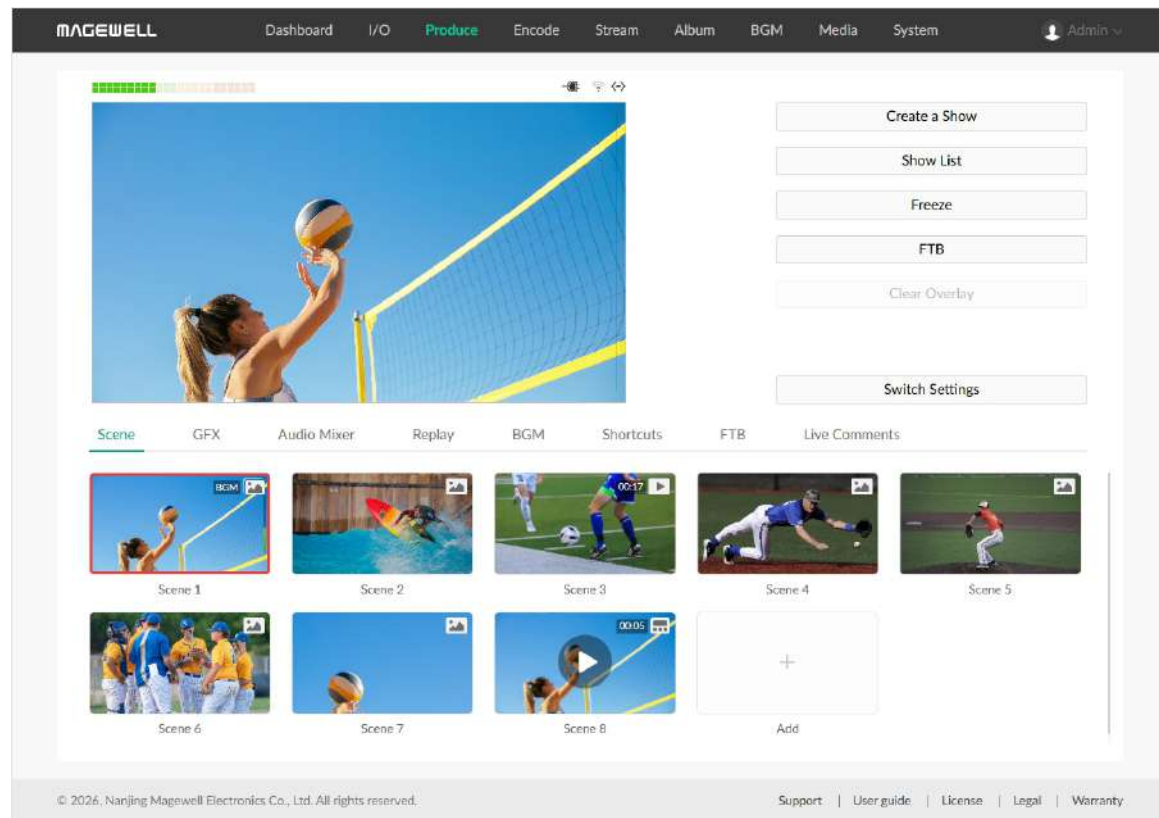 MAGEWELL Dashboard I/O Produce Encode Stream Album BGM Media System Admin
Create a Show
Show List
Freeze
FTB
Clear Overlay
Switch Settings
Scene GFX Audio Mixer Replay BGM Shortcuts FTB Live Comments
BGM 00:17
Scene 1 Scene 2 Scene 3 Scene 4 Scene 5
00:05
Scene 6 Scene 7 Scene 8 Add
© 2026, Nanjing Magewell Electronics Co., Ltd. All rights reserved. Support | User guide | License | Legal | Warranty